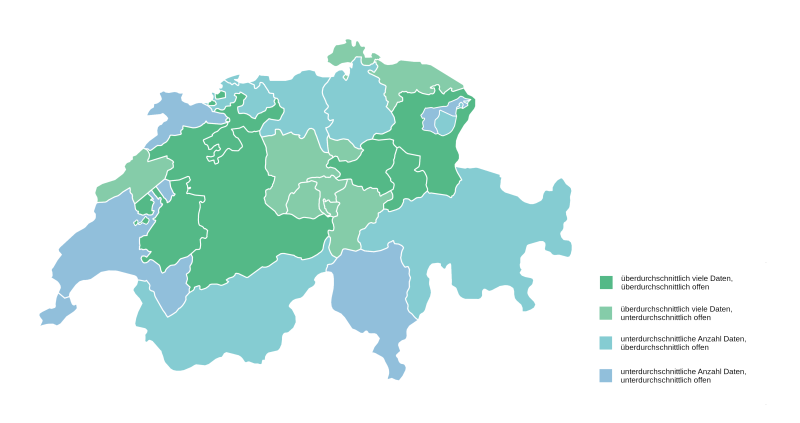 überdurchschnittlich viele Daten,
überdurchschnittlich offen
überdurchschnittlich viele Daten,
unterdurchschnittlich offen
unterdurchschnittliche Anzahl Daten,
überdurchschnittlich offen
unterdurchschnittliche Anzahl Daten,
unterdurchschnittlich offen